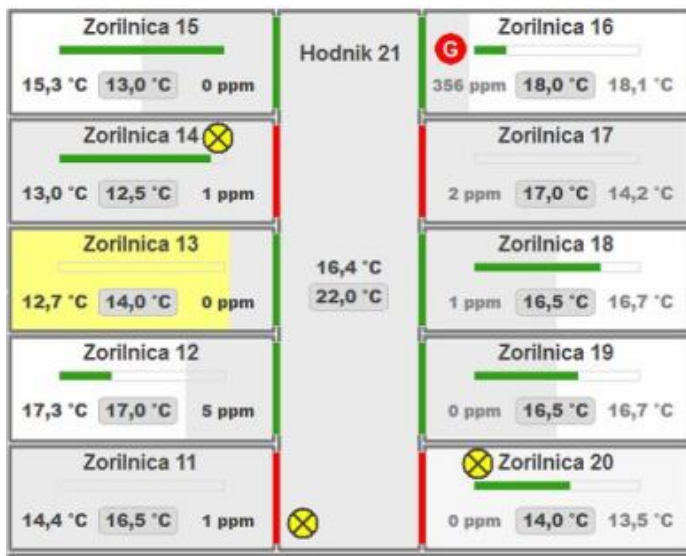 Zorilnica 15
15,3 °C 13,0 °C 0 ppm
Zorilnica 14
13,0 °C 12,5 °C 1 ppm
Zorilnica 13
12,7 °C 14,0 °C 0 ppm
Zorilnica 12
17,3 °C 17,0 °C 5 ppm
Zorilnica 11
14,4 °C 16,5 °C 1 ppm
Hodnik 21
16,4 °C
22,0 °C
Zorilnica 16
G
356 ppm 18,0 °C 18,1 °C
Zorilnica 17
2 ppm 17,0 °C 14,2 °C
Zorilnica 18
1 ppm 16,5 °C 16,7 °C
Zorilnica 19
0 ppm 16,5 °C 16,7 °C
Zorilnica 20
0 ppm 14,0 °C 13,5 °C